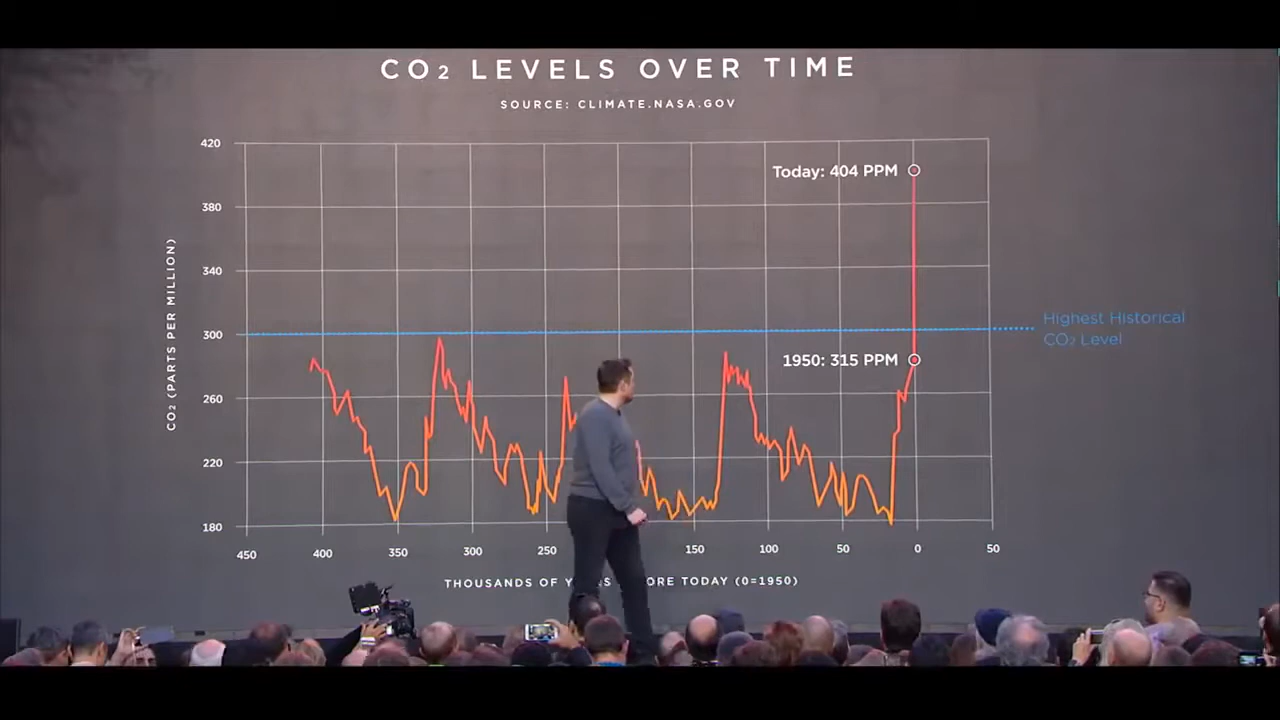 CO₂ LEVELS OVER TIME
SOURCE: CLIMATE.NASA.GOV
420
380
340
300
260
220
180
CO₂ (PARTS PER MILLION)
Today: 404 PPM
Highest Historical
CO₂ Level
1950: 315 PPM
450 400 350 300 250 150 100 50 0 50
THOUSANDS OF TODAY (0=1950)